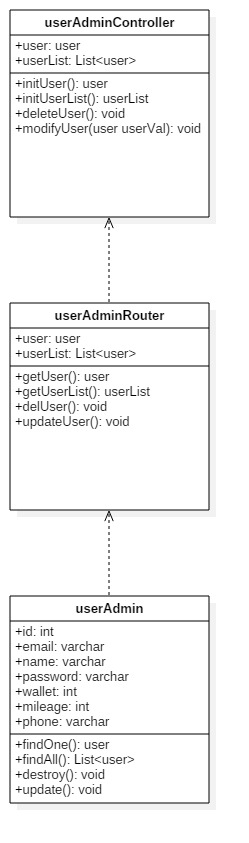 userAdminController
+user: user
+userList: List<user>
+initUser(): user
+initUserList(): userList
+deleteUser(): void
+modifyUser(user userVal): void
userAdminRouter
+user: user
+userList: List<user>
+getUser(): user
+getUserList(): userList
+delUser(): void
+updateUser(): void
userAdmin
+id: int
+email: varchar
+name: varchar
+password: varchar
+wallet: int
+mileage: int
+phone: varchar
+findOne(): user
+findAll(): List<user>
+destroy(): void
+update(): void